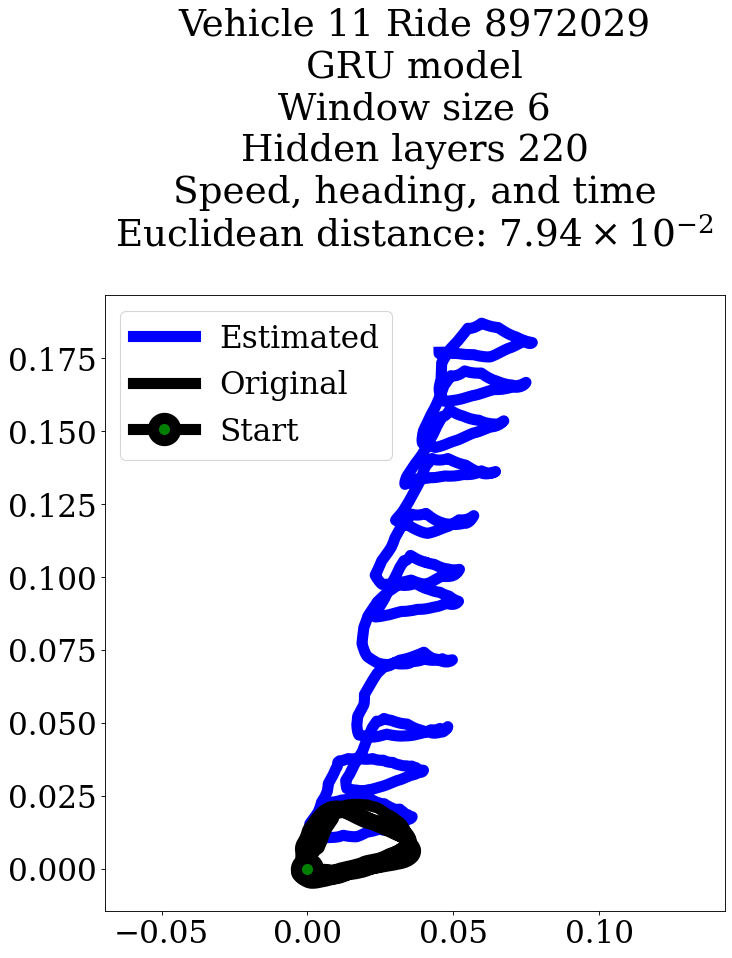 Vehicle 11 Ride 8972029
GRU model
Window size 6
Hidden layers 220
Speed, heading, and time
Euclidean distance: 7.94 × 10⁻²
Estimated
Original
Start
0.175
0.150
0.125
0.100
0.075
0.050
0.025
0.000
−0.05
0.00
0.05
0.10